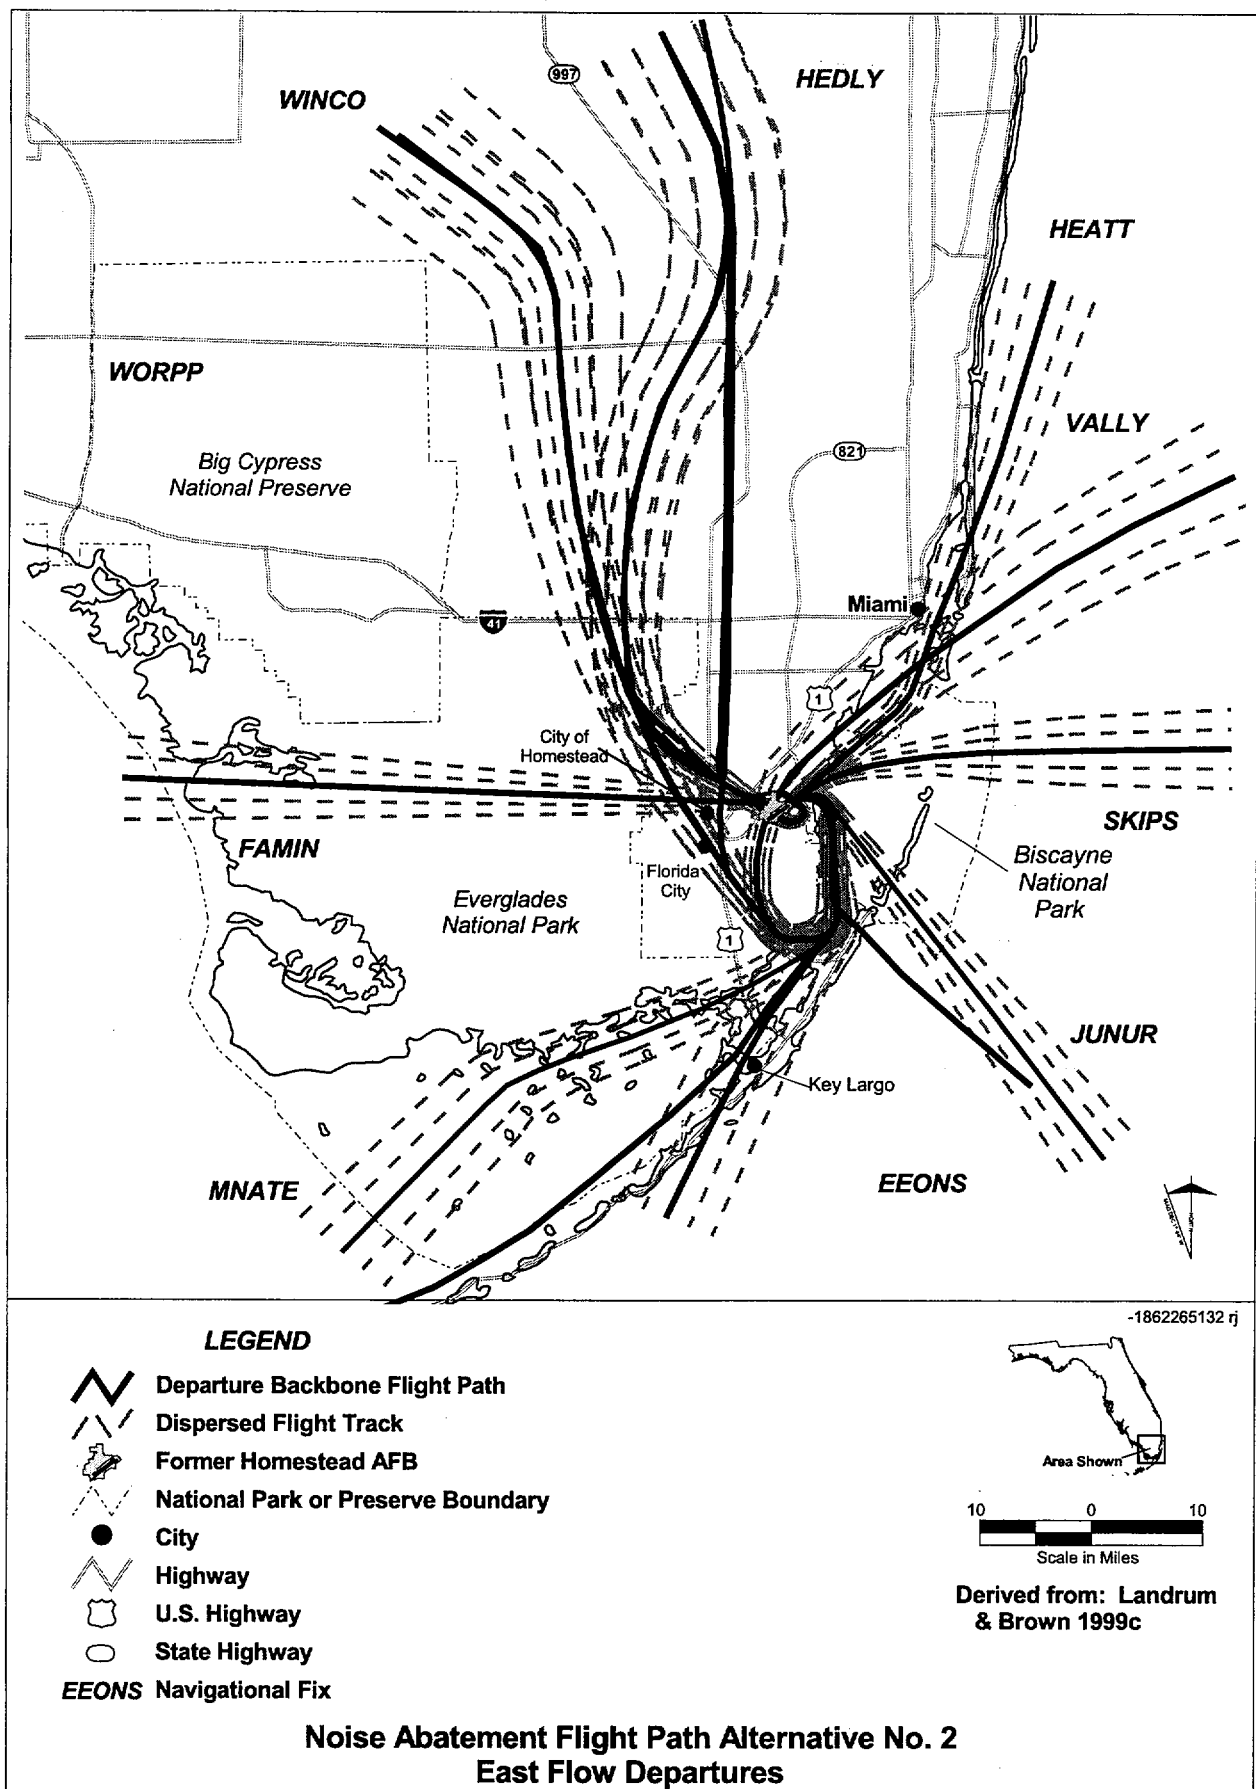 WINCO
997
HEDLY
HEATT
WORPP
VALLY
Big Cypress
National Preserve
821
41
Miami
1
City of
Homestead
SKIPS
FAMIN
Biscayne
National
Park
Florida
City
Everglades
National Park
1
JUNUR
Key Largo
MNATE
EEONS
-1862265132 rj
LEGEND
Departure Backbone Flight Path
Dispersed Flight Track
Former Homestead AFB
National Park or Preserve Boundary
City
Highway
U.S. Highway
State Highway
EEONS Navigational Fix
Area Shown
10 0 10
Scale in Miles
Derived from: Landrum
& Brown 1999c
Noise Abatement Flight Path Alternative No. 2
East Flow Departures